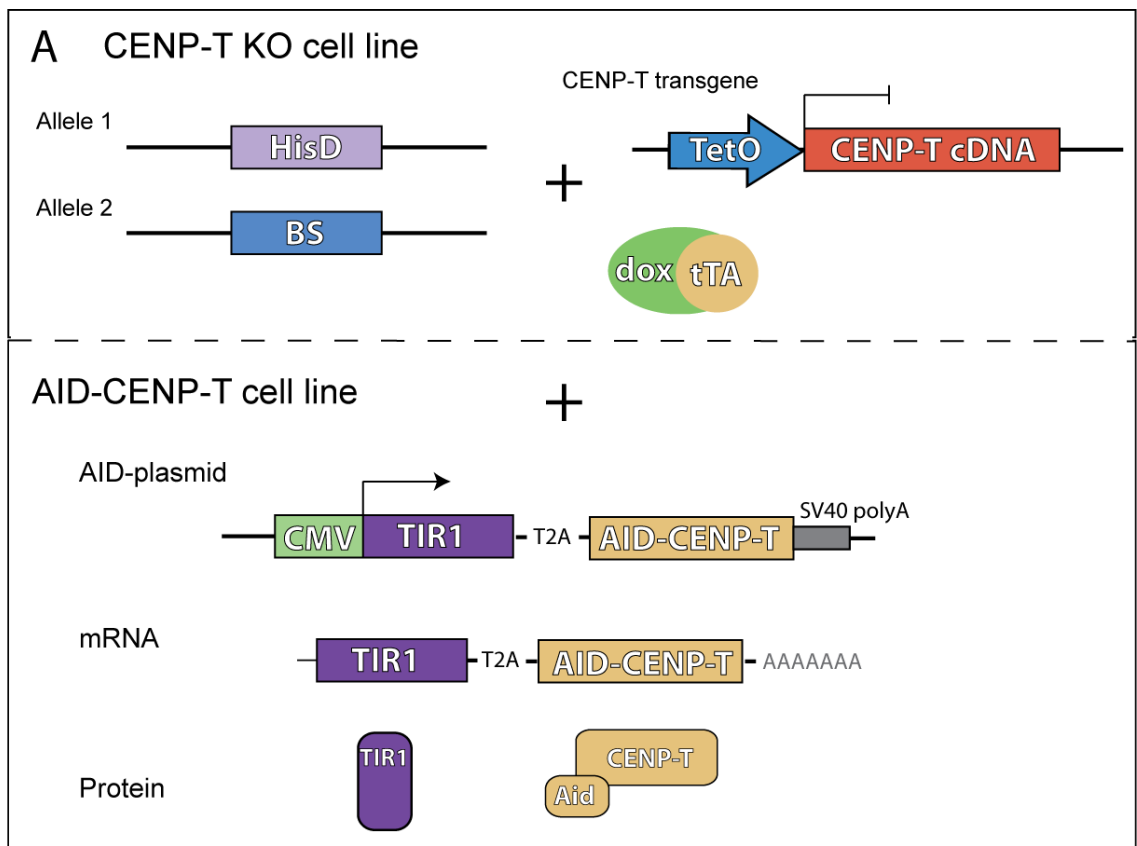 A CENP-T KO cell line
CENP-T transgene
Allele 1
HisD
TetO
CENP-T cDNA
+
Allele 2
BS
dox
tTA
AID-CENP-T cell line
+
AID-plasmid
SV40 polyA
CMV
TIR1
T2A
AID-CENP-T
mRNA
TIR1
T2A
AID-CENP-T
AAAAAAA
TIR1
CENP-T
Protein
Aid